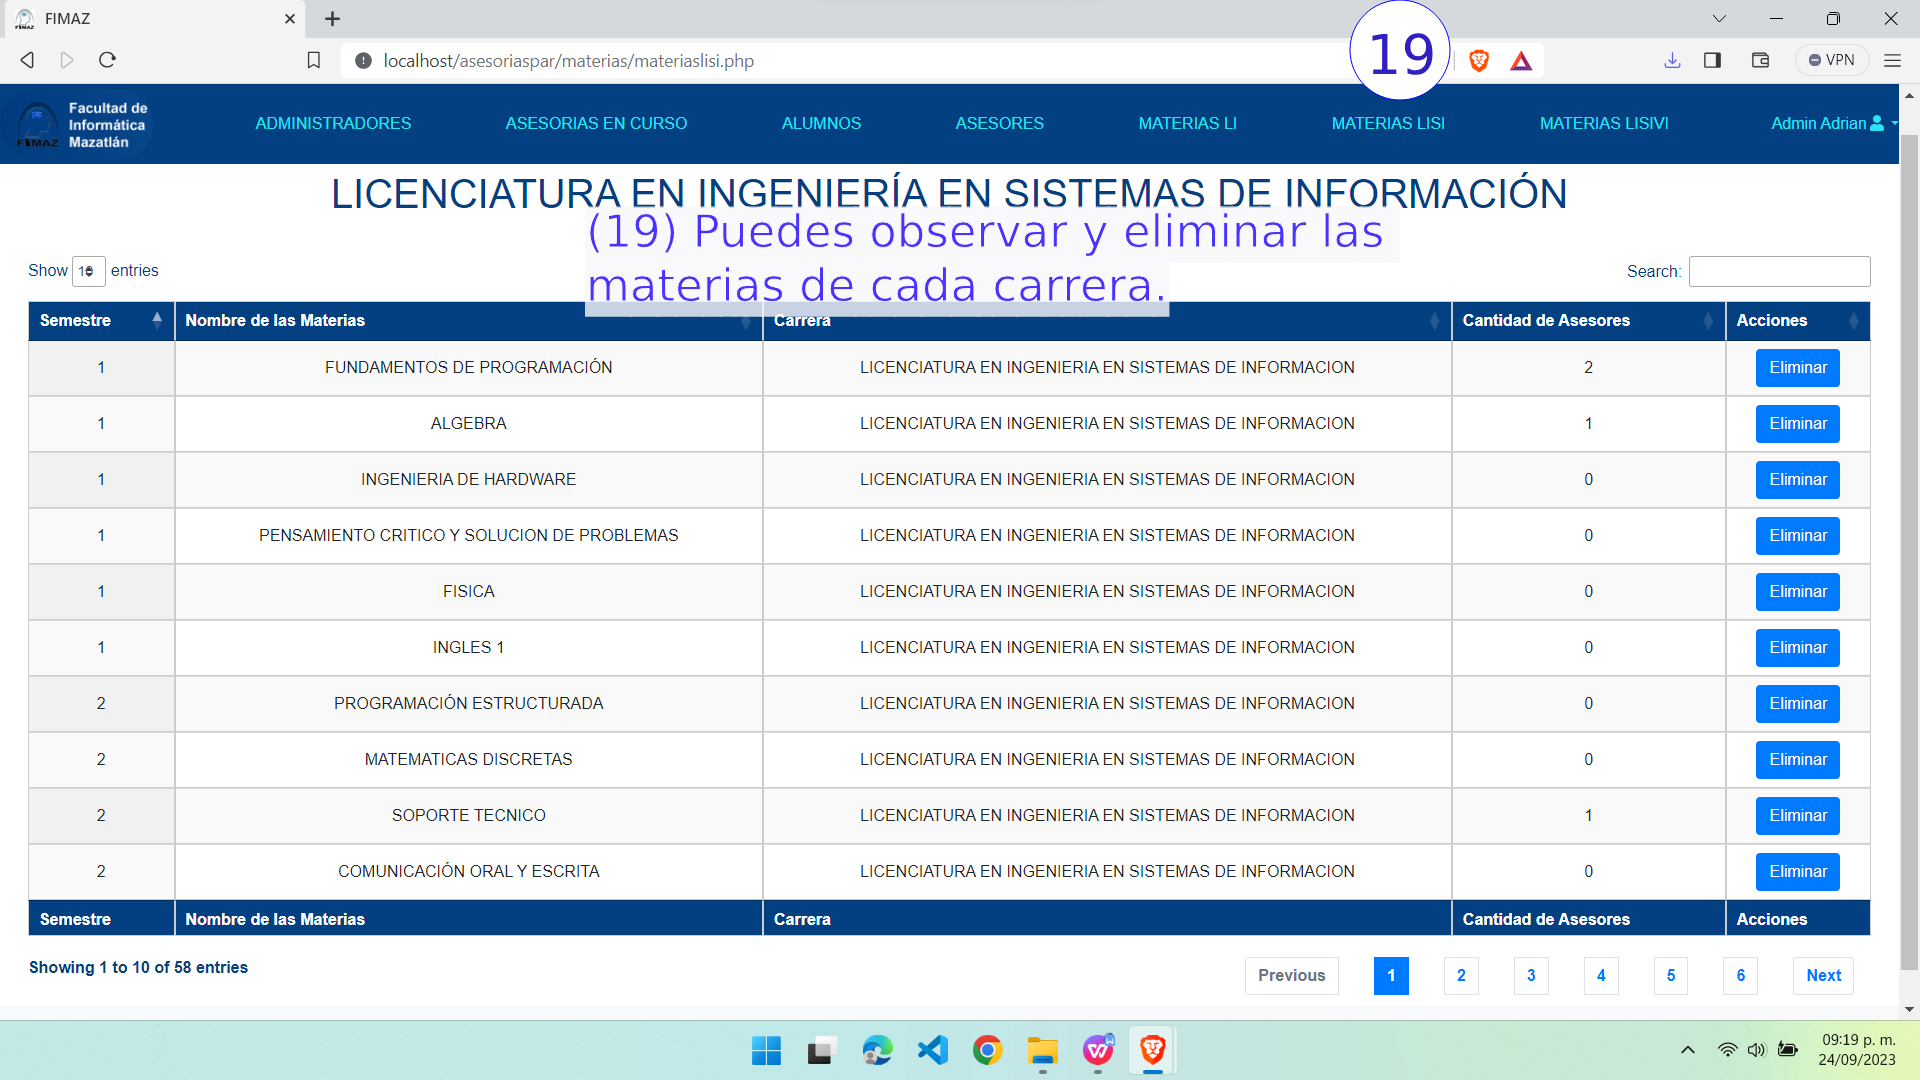 FIMAZ
localhost/asesoriaspar/materias/materiaslisi.php
19
VPN
FIMAZ
Facultad de
Informática
Mazatlán
ADMINISTRADORES ASESORIAS EN CURSO ALUMNOS ASESORES MATERIAS LI MATERIAS LISI MATERIAS LISIVI Admin Adrian
LICENCIATURA EN INGENIERÍA EN SISTEMAS DE INFORMACIÓN
(19) Puedes observar y eliminar las
materias de cada carrera.
Show 10 entries Search:
Semestre Nombre de las Materias Carrera Cantidad de Asesores Acciones
1 FUNDAMENTOS DE PROGRAMACIÓN LICENCIATURA EN INGENIERIA EN SISTEMAS DE INFORMACION 2 Eliminar
1 ALGEBRA LICENCIATURA EN INGENIERIA EN SISTEMAS DE INFORMACION 1 Eliminar
1 INGENIERIA DE HARDWARE LICENCIATURA EN INGENIERIA EN SISTEMAS DE INFORMACION 0 Eliminar
1 PENSAMIENTO CRITICO Y SOLUCION DE PROBLEMAS LICENCIATURA EN INGENIERIA EN SISTEMAS DE INFORMACION 0 Eliminar
1 FISICA LICENCIATURA EN INGENIERIA EN SISTEMAS DE INFORMACION 0 Eliminar
1 INGLES 1 LICENCIATURA EN INGENIERIA EN SISTEMAS DE INFORMACION 0 Eliminar
2 PROGRAMACIÓN ESTRUCTURADA LICENCIATURA EN INGENIERIA EN SISTEMAS DE INFORMACION 0 Eliminar
2 MATEMATICAS DISCRETAS LICENCIATURA EN INGENIERIA EN SISTEMAS DE INFORMACION 0 Eliminar
2 SOPORTE TECNICO LICENCIATURA EN INGENIERIA EN SISTEMAS DE INFORMACION 1 Eliminar
2 COMUNICACIÓN ORAL Y ESCRITA LICENCIATURA EN INGENIERIA EN SISTEMAS DE INFORMACION 0 Eliminar
Semestre Nombre de las Materias Carrera Cantidad de Asesores Acciones
Showing 1 to 10 of 58 entries
Previous 1 2 3 4 5 6 Next
09:19 p. m.
24/09/2023